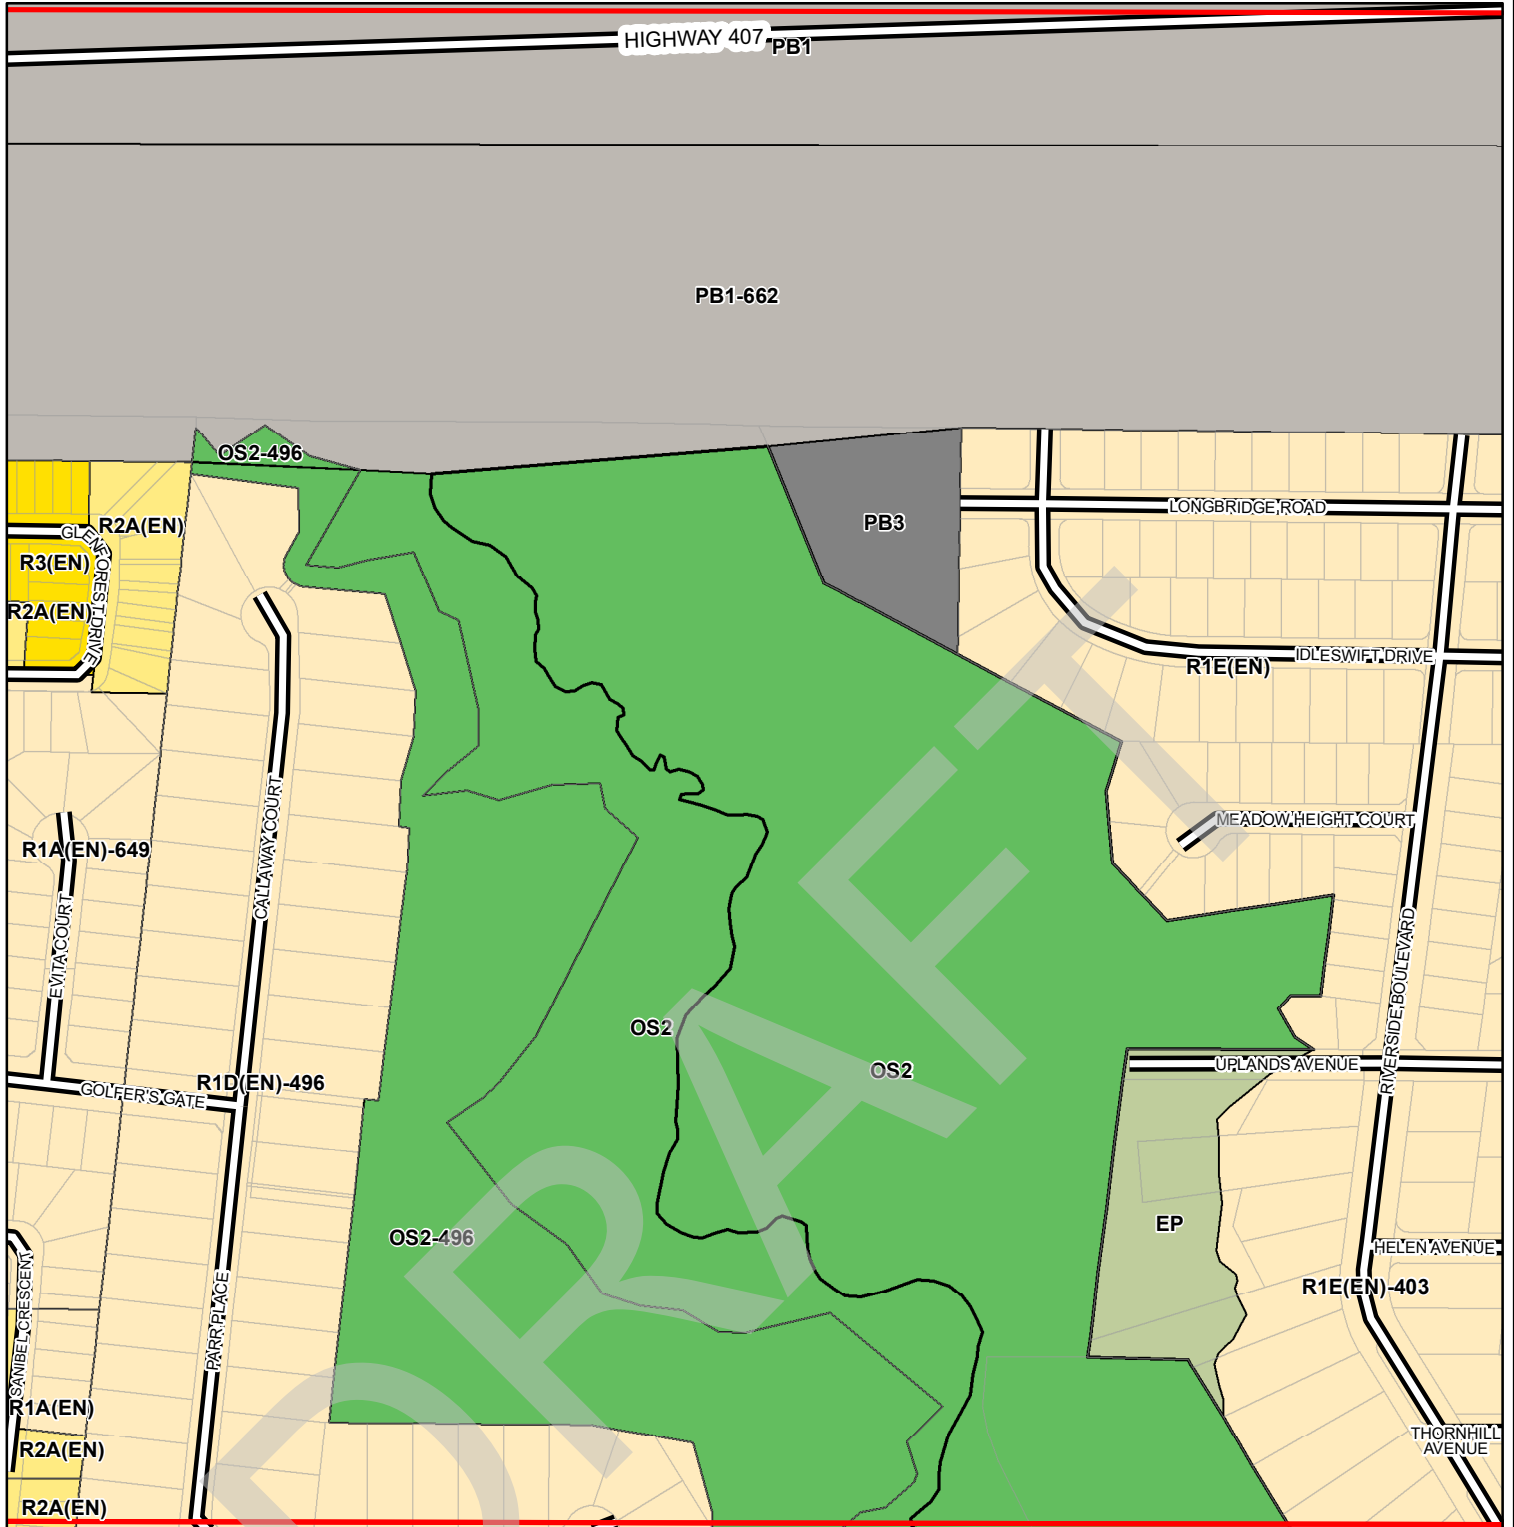 HIGHWAY 407
PB1
PB1-662
OS2-496
PB3
LONGBRIDGE ROAD
R2A(EN)
GLENFOREST DRIVE
R3(EN)
R2A(EN)
IDLESWIFT DRIVE
R1E(EN)
MEADOW HEIGHT COURT
R1A(EN)-649
CALLAWAY COURT
EVITA COURT
RIVERSIDE BOULEVARD
OS2
OS2
UPLANDS AVENUE
R1D(EN)-496
GOLFER'S GATE
EP
OS2-496
HELEN AVENUE
R1E(EN)-403
SANIBEL CRESCENT
PARR PLACE
R1A(EN)
R2A(EN)
THORNHILL
AVENUE
R2A(EN)
DRAFT